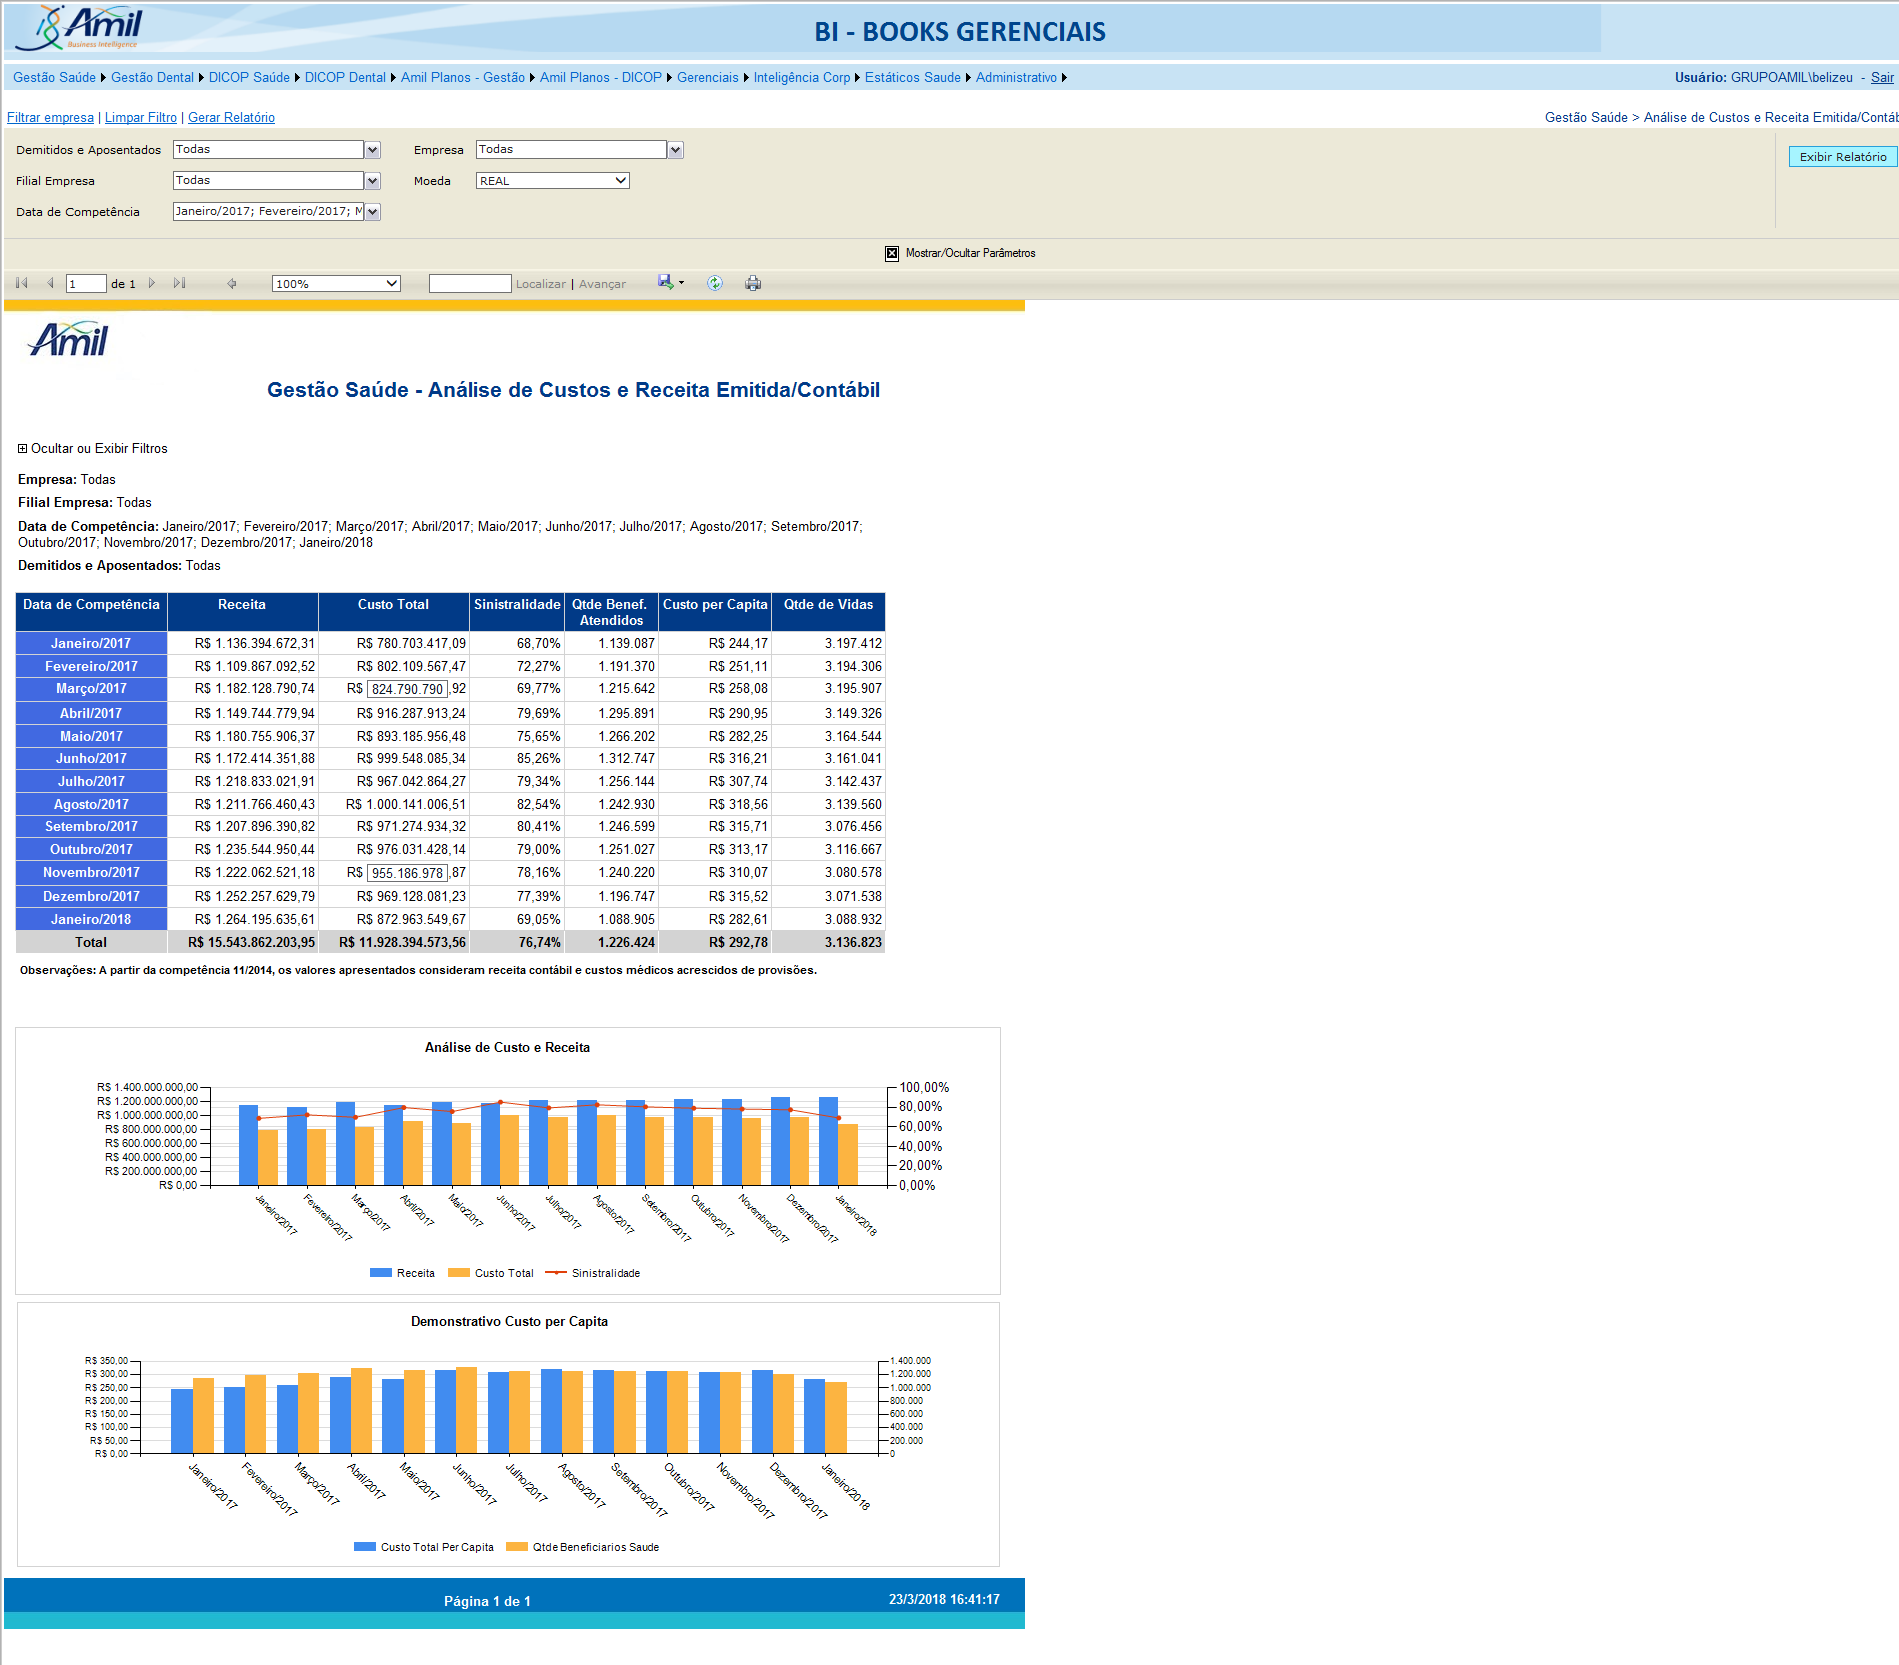 Amil
Business Intelligence
BI - BOOKS GERENCIAIS
Gestão Saúde Gestão Dental DICOP Saúde DICOP Dental Amil Planos - Gestão Amil Planos - DICOP Gerenciais Inteligência Corp Estáticos Saude Administrativo Usuário: GRUPOAMIL\belizeu - Sair
Filtrar empresa | Limpar Filtro | Gerar Relatório Gestão Saúde > Análise de Custos e Receita Emitida/Contáb
Demitidos e Aposentados Todas Empresa Todas
Exibir Relatório
Filial Empresa Todas Moeda REAL
Data de Competência Janeiro/2017; Fevereiro/2017; M
Mostrar/Ocultar Parâmetros
1 de 1 100% Localizar | Avançar
Amil
Gestão Saúde - Análise de Custos e Receita Emitida/Contábil
Ocultar ou Exibir Filtros
Empresa: Todas
Filial Empresa: Todas
Data de Competência: Janeiro/2017; Fevereiro/2017; Março/2017; Abril/2017; Maio/2017; Junho/2017; Julho/2017; Agosto/2017; Setembro/2017;
Outubro/2017; Novembro/2017; Dezembro/2017; Janeiro/2018
Demitidos e Aposentados: Todas
Data de Competência Receita Custo Total Sinistralidade Qtde Benef. Atendidos Custo per Capita Qtde de Vidas
Janeiro/2017 R$ 1.136.394.672,31 R$ 780.703.417,09 68,70% 1.139.087 R$ 244,17 3.197.412
Fevereiro/2017 R$ 1.109.867.092,52 R$ 802.109.567,47 72,27% 1.191.370 R$ 251,11 3.194.306
Março/2017 R$ 1.182.128.790,74 R$ 824.790.790,92 69,77% 1.215.642 R$ 258,08 3.195.907
Abril/2017 R$ 1.149.744.779,94 R$ 916.287.913,24 79,69% 1.295.891 R$ 290,95 3.149.326
Maio/2017 R$ 1.180.755.906,37 R$ 893.185.956,48 75,65% 1.266.202 R$ 282,25 3.164.544
Junho/2017 R$ 1.172.414.351,88 R$ 999.548.085,34 85,26% 1.312.747 R$ 316,21 3.161.041
Julho/2017 R$ 1.218.833.021,91 R$ 967.042.864,27 79,34% 1.256.144 R$ 307,74 3.142.437
Agosto/2017 R$ 1.211.766.460,43 R$ 1.000.141.006,51 82,54% 1.242.930 R$ 318,56 3.139.560
Setembro/2017 R$ 1.207.896.390,82 R$ 971.274.934,32 80,41% 1.246.599 R$ 315,71 3.076.456
Outubro/2017 R$ 1.235.544.950,44 R$ 976.031.428,14 79,00% 1.251.027 R$ 313,17 3.116.667
Novembro/2017 R$ 1.222.062.521,18 R$ 955.186.978,87 78,16% 1.240.220 R$ 310,07 3.080.578
Dezembro/2017 R$ 1.252.257.629,79 R$ 969.128.081,23 77,39% 1.196.747 R$ 315,52 3.071.538
Janeiro/2018 R$ 1.264.195.635,61 R$ 872.963.549,67 69,05% 1.088.905 R$ 282,61 3.088.932
Total R$ 15.543.862.203,95 R$ 11.928.394.573,56 76,74% 1.226.424 R$ 292,78 3.136.823
Observações: A partir da competência 11/2014, os valores apresentados consideram receita contábil e custos médicos acrescidos de provisões.
Análise de Custo e Receita
R$ 1.400.000.000,00 100,00%
R$ 1.200.000.000,00 80,00%
R$ 1.000.000.000,00 60,00%
R$ 800.000.000,00 40,00%
R$ 600.000.000,00 20,00%
R$ 400.000.000,00 0,00%
R$ 200.000.000,00
R$ 0,00
Janeiro/2017 Fevereiro/2017 Março/2017 Abril/2017 Maio/2017 Junho/2017 Julho/2017 Agosto/2017 Setembro/2017 Outubro/2017 Novembro/2017 Dezembro/2017 Janeiro/2018
Receita Custo Total Sinistralidade
Demonstrativo Custo per Capita
R$ 350,00 1.400.000
R$ 300,00 1.200.000
R$ 250,00 1.000.000
R$ 200,00 800.000
R$ 150,00 600.000
R$ 100,00 400.000
R$ 50,00 200.000
R$ 0,00 0
Janeiro/2017 Fevereiro/2017 Março/2017 Abril/2017 Maio/2017 Junho/2017 Julho/2017 Agosto/2017 Setembro/2017 Outubro/2017 Novembro/2017 Dezembro/2017 Janeiro/2018
Custo Total Per Capita Qtde Beneficiarios Saude
Página 1 de 1 23/3/2018 16:41:17